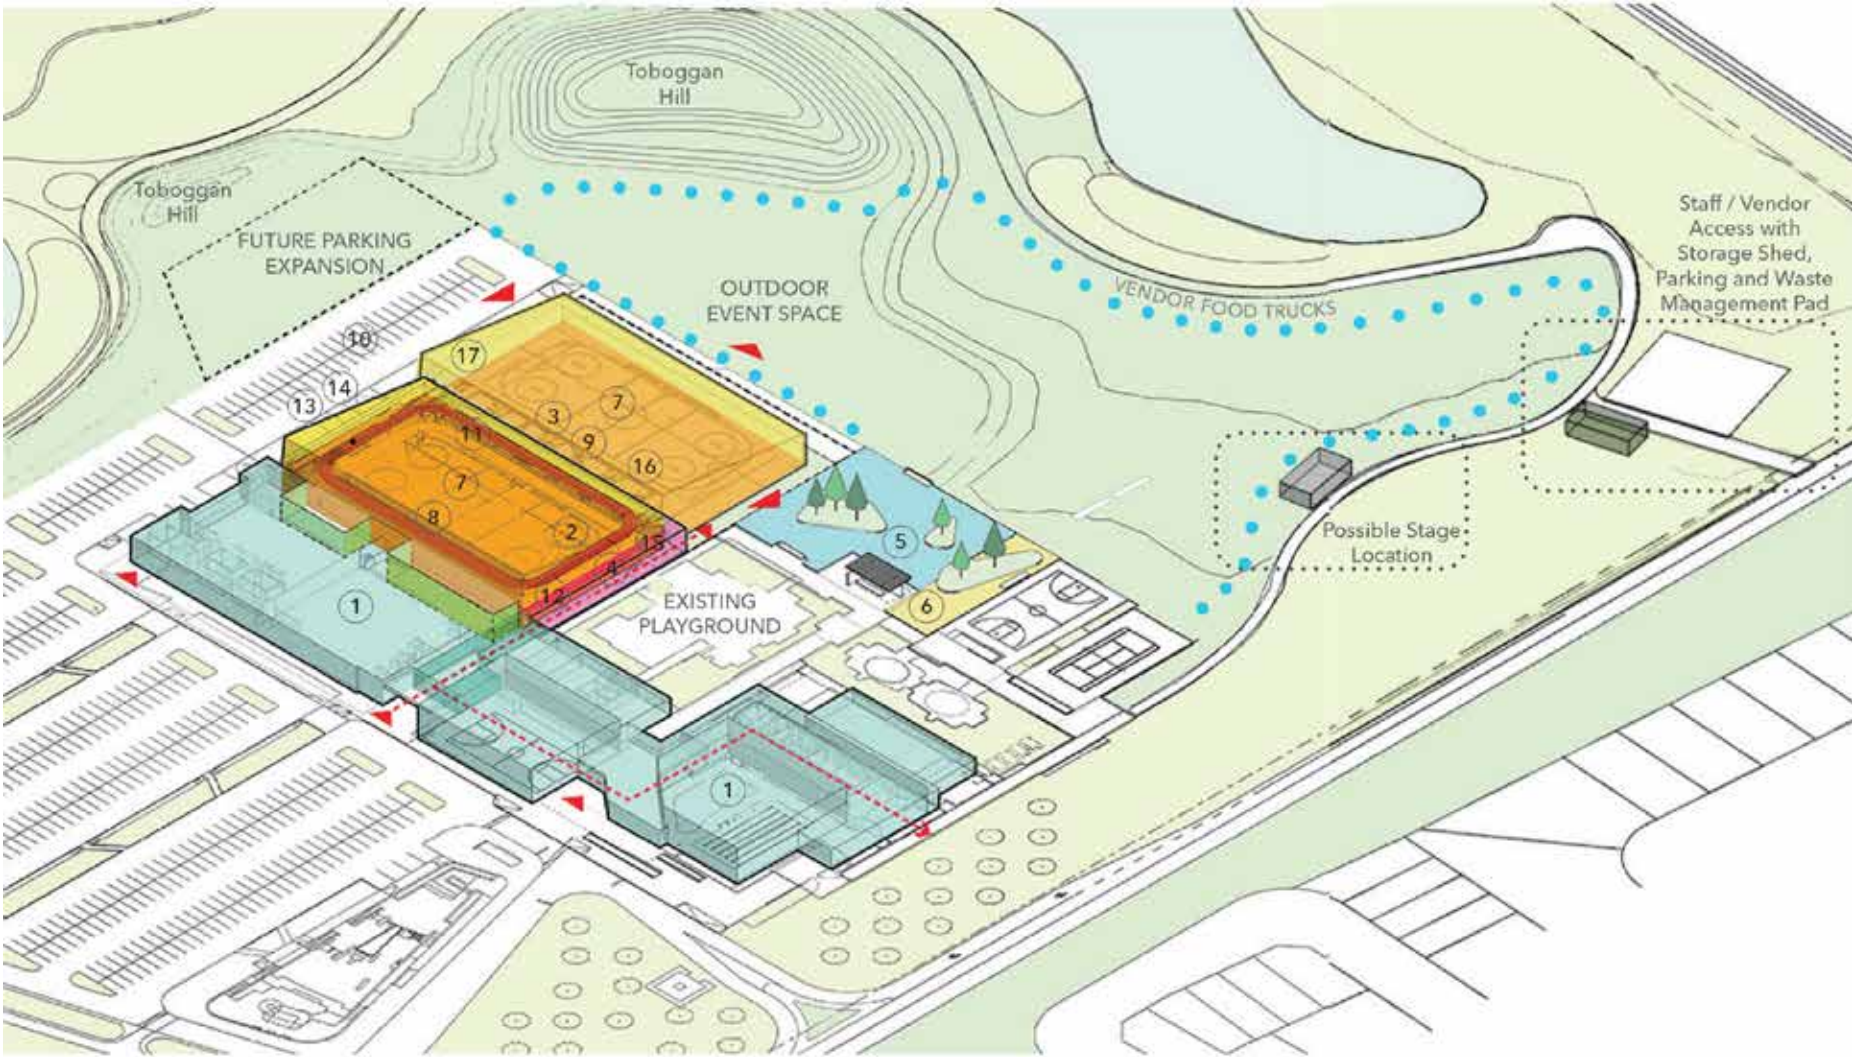 Toboggan
Hill
Toboggan
Hill
FUTURE PARKING
EXPANSION
OUTDOOR
EVENT SPACE
VENDOR FOOD TRUCKS
Staff / Vendor
Access with
Storage Shed,
Parking and Waste
Management Pad
10
17
14
13
3
7
9
11
16
7
8
2
15
5
4
12
1
6
EXISTING
PLAYGROUND
Possible Stage
Location
1